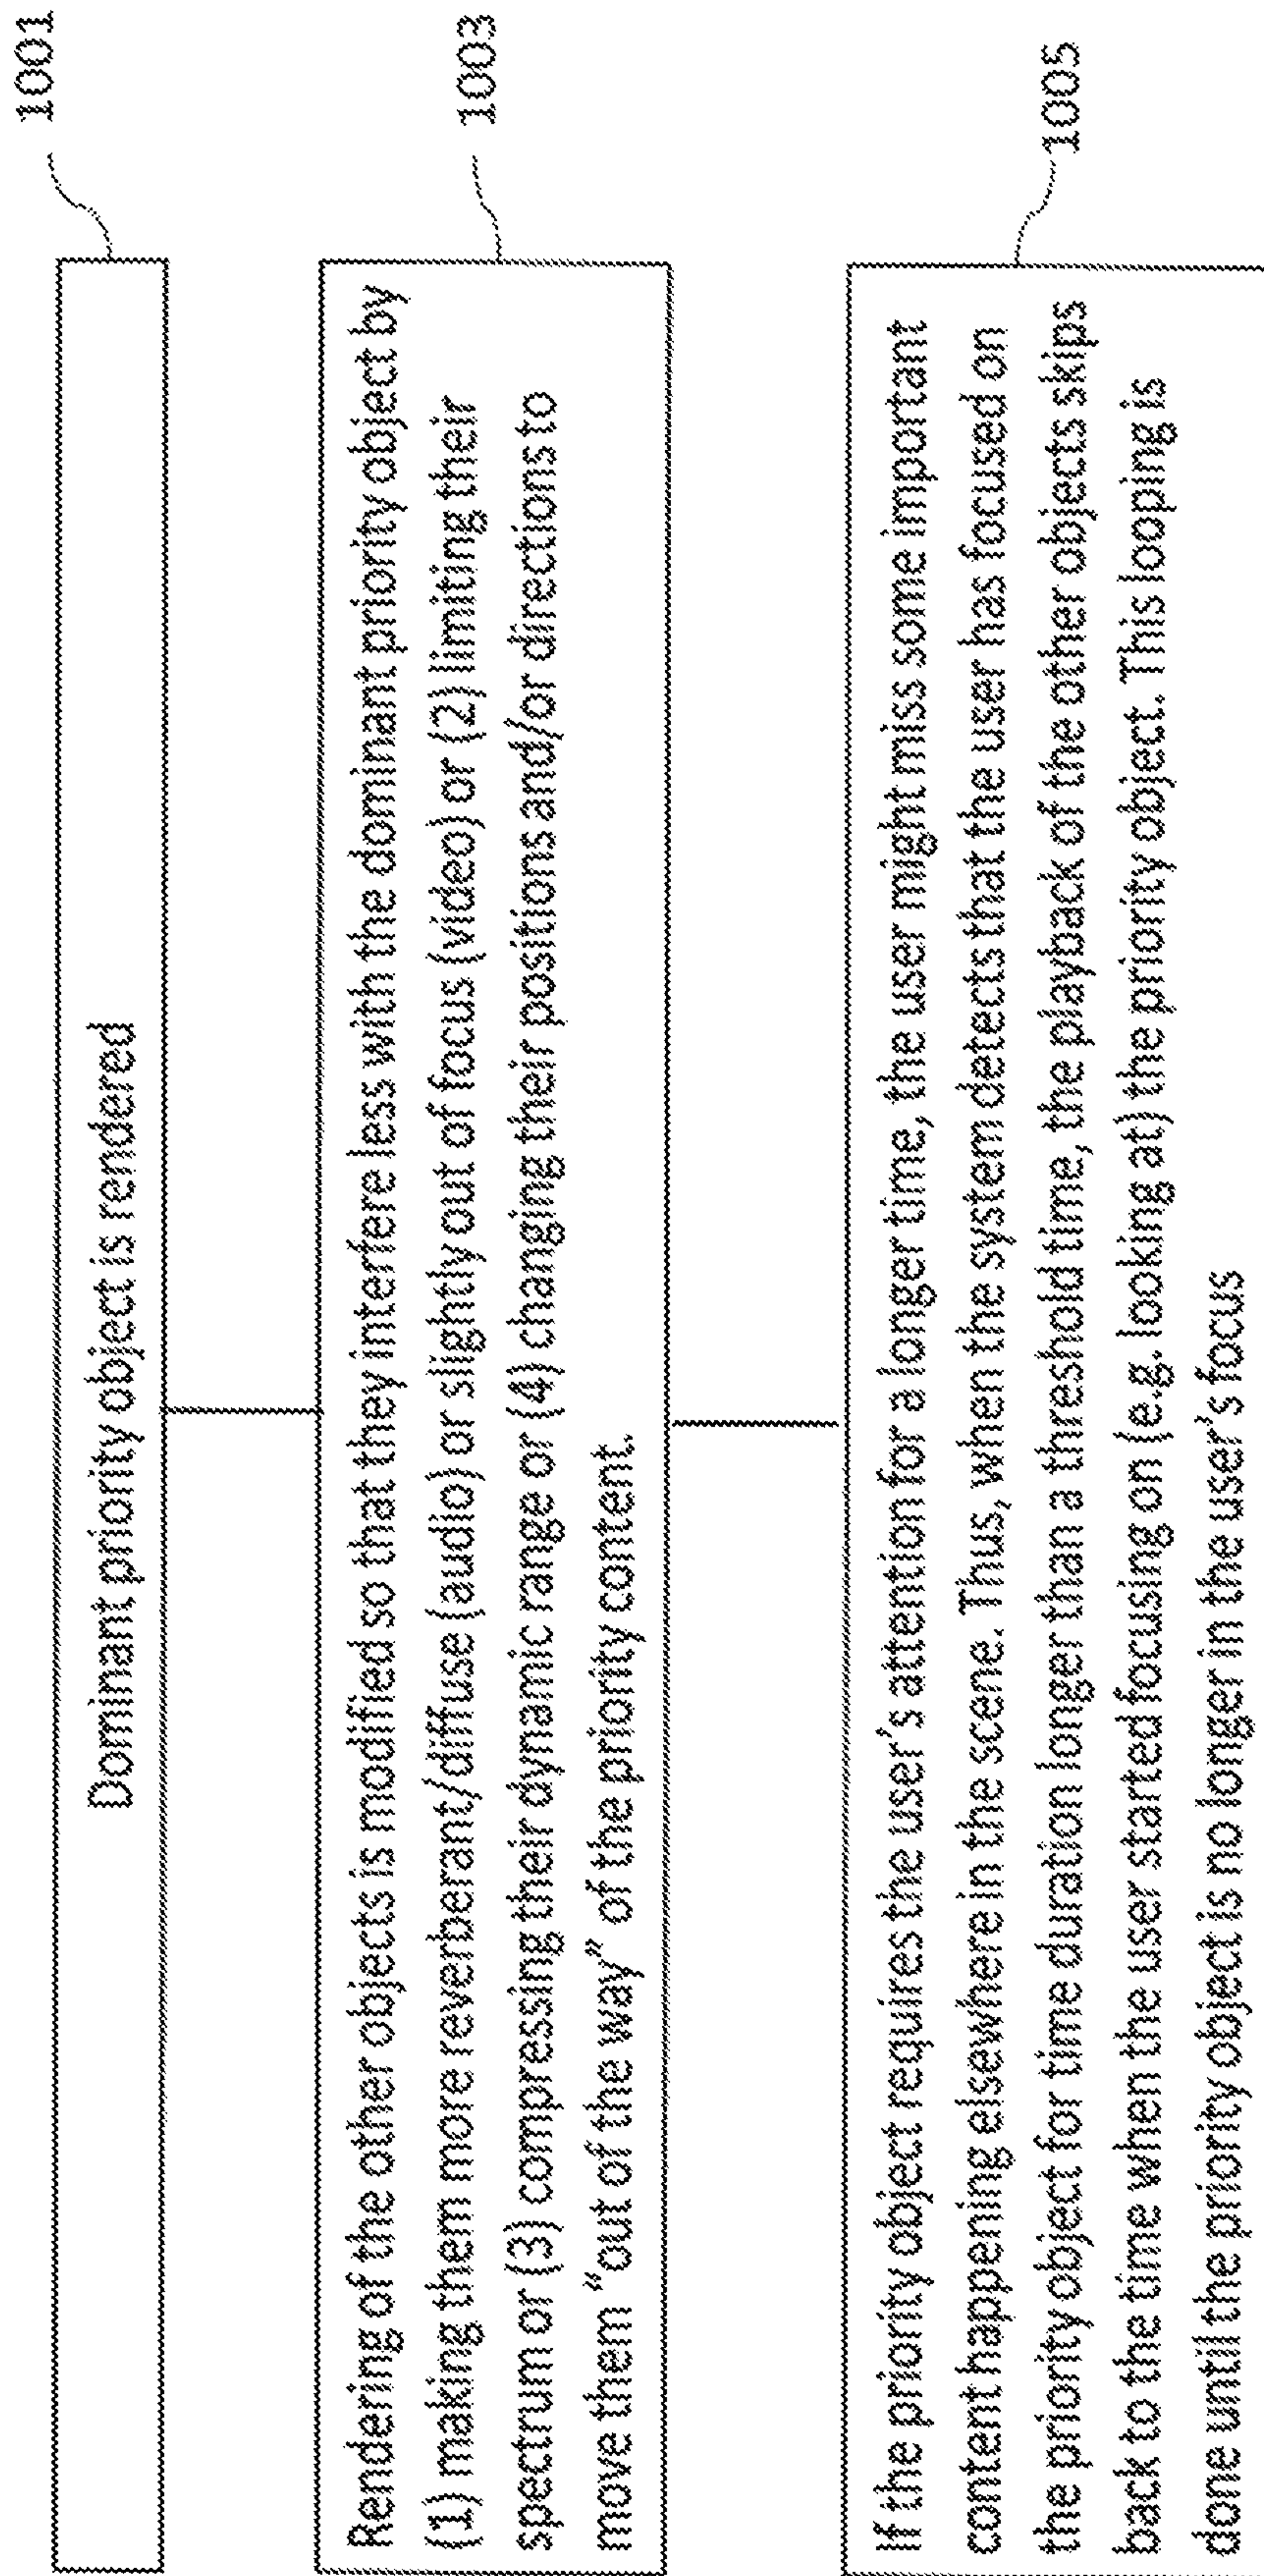 Dominant priority object is rendered
1001
Rendering of the other objects is modified so that they interfere less with the dominant priority object by
(1) making them more reverberant/diffuse (audio) or slightly out of focus (video) or (2) limiting their
spectrum or (3) compressing their dynamic range or (4) changing their positions and/or directions to
move them “out of the way” of the priority content.
1003
If the priority object requires the user’s attention for a longer time, the user might miss some important
content happening elsewhere in the scene. Thus, when the system detects that the user has focused on
the priority object for time duration longer than a threshold time, the playback of the other objects skips
back to the time when the user started focusing on (e.g. looking at) the priority object. This looping is
done until the priority object is no longer in the user’s focus
1005